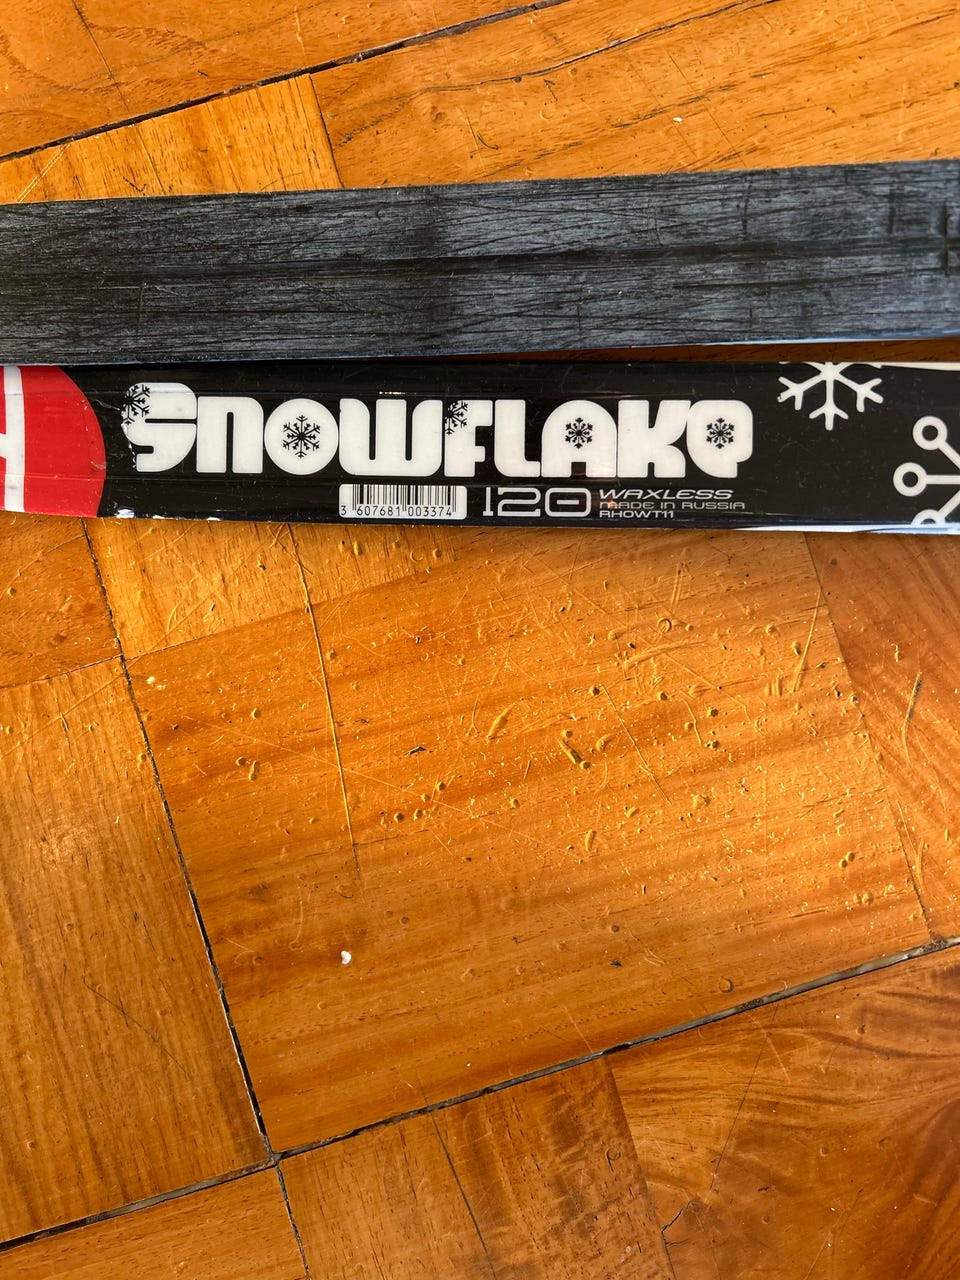 SNOWFLAKE
3 607681 003374
120
WAXLESS
MADE IN RUSSIA
RHOWT11